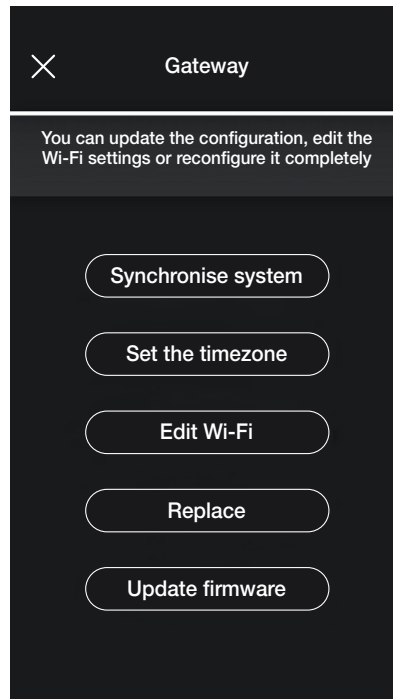 Gateway
You can update the configuration, edit the
Wi-Fi settings or reconfigure it completely
Synchronise system
Set the timezone
Edit Wi-Fi
Replace
Update firmware